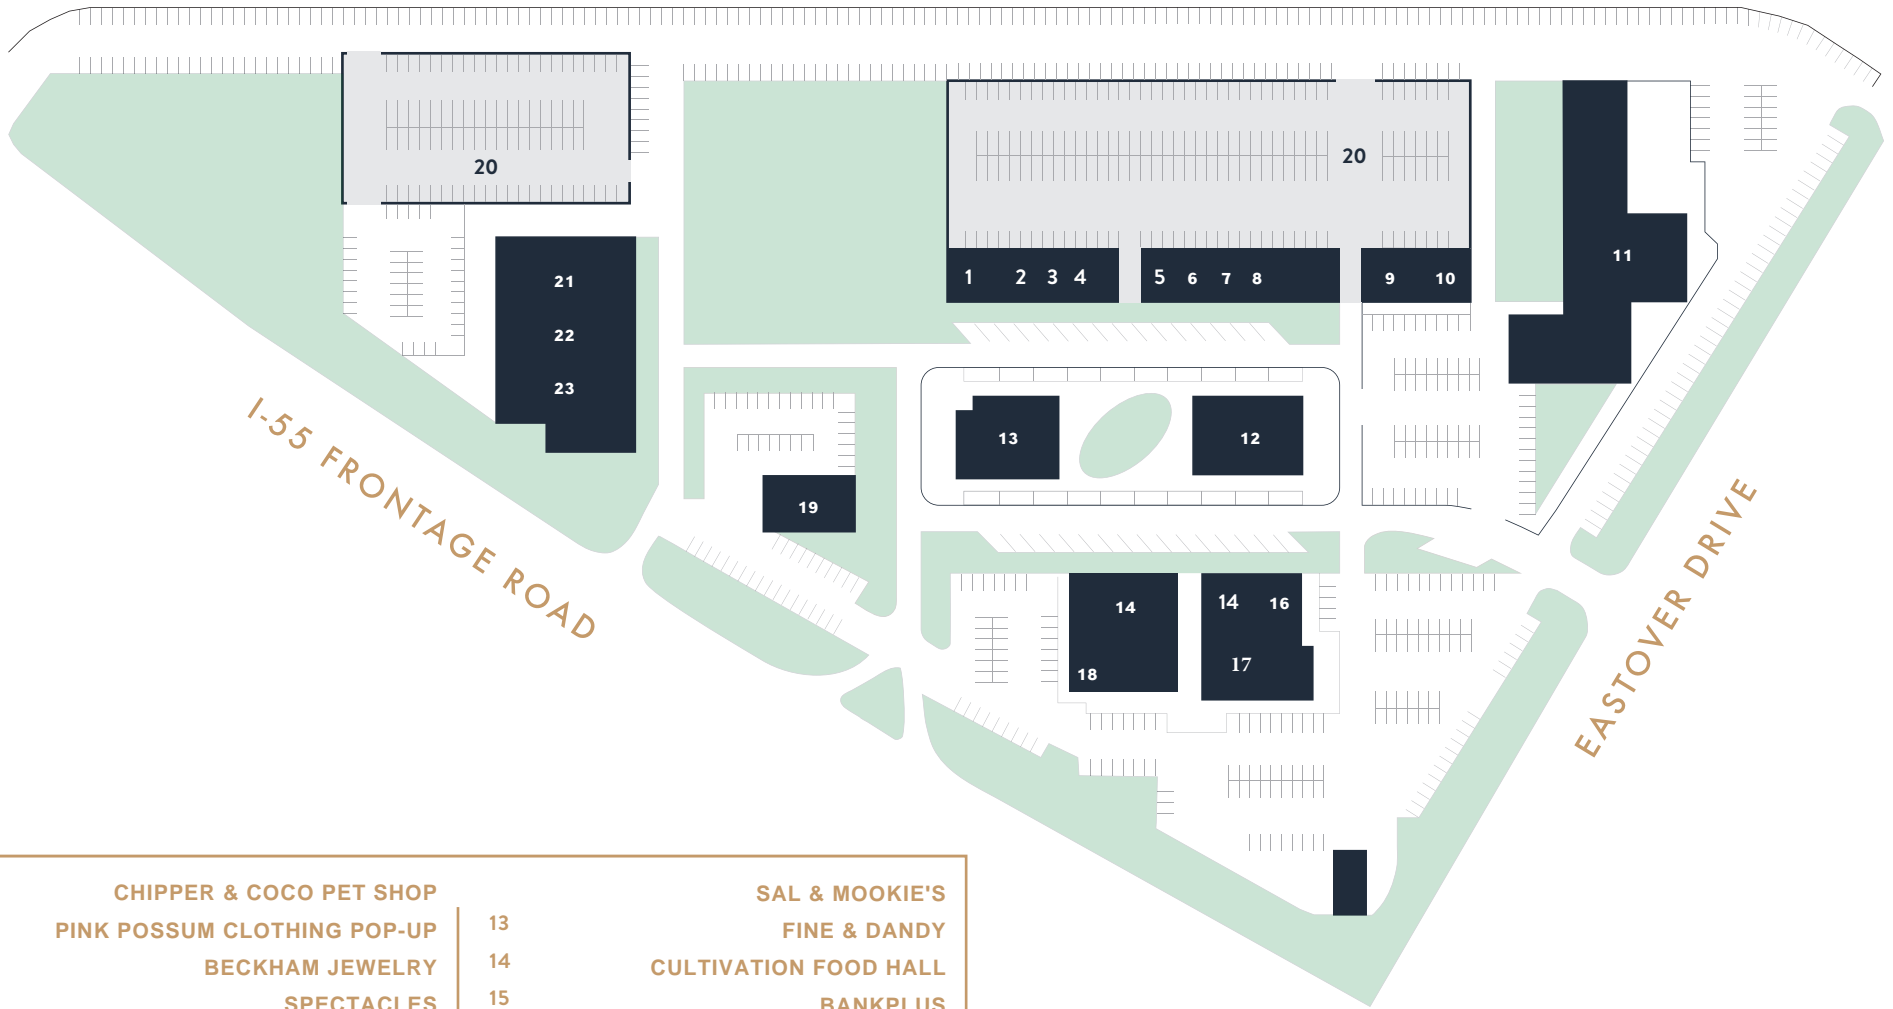 20
20
11
21
1 2 3 4 5 6 7 8 9 10
22
23
13
12
19
I-55 FRONTAGE ROAD
14
14 16
17
18
EASTOVER DRIVE
CHIPPER & COCO PET SHOP
PINK POSSUM CLOTHING POP-UP
BECKHAM JEWELRY
SPECTACLES
13
14
15
SAL & MOOKIE'S
FINE & DANDY
CULTIVATION FOOD HALL
BANKPLUS